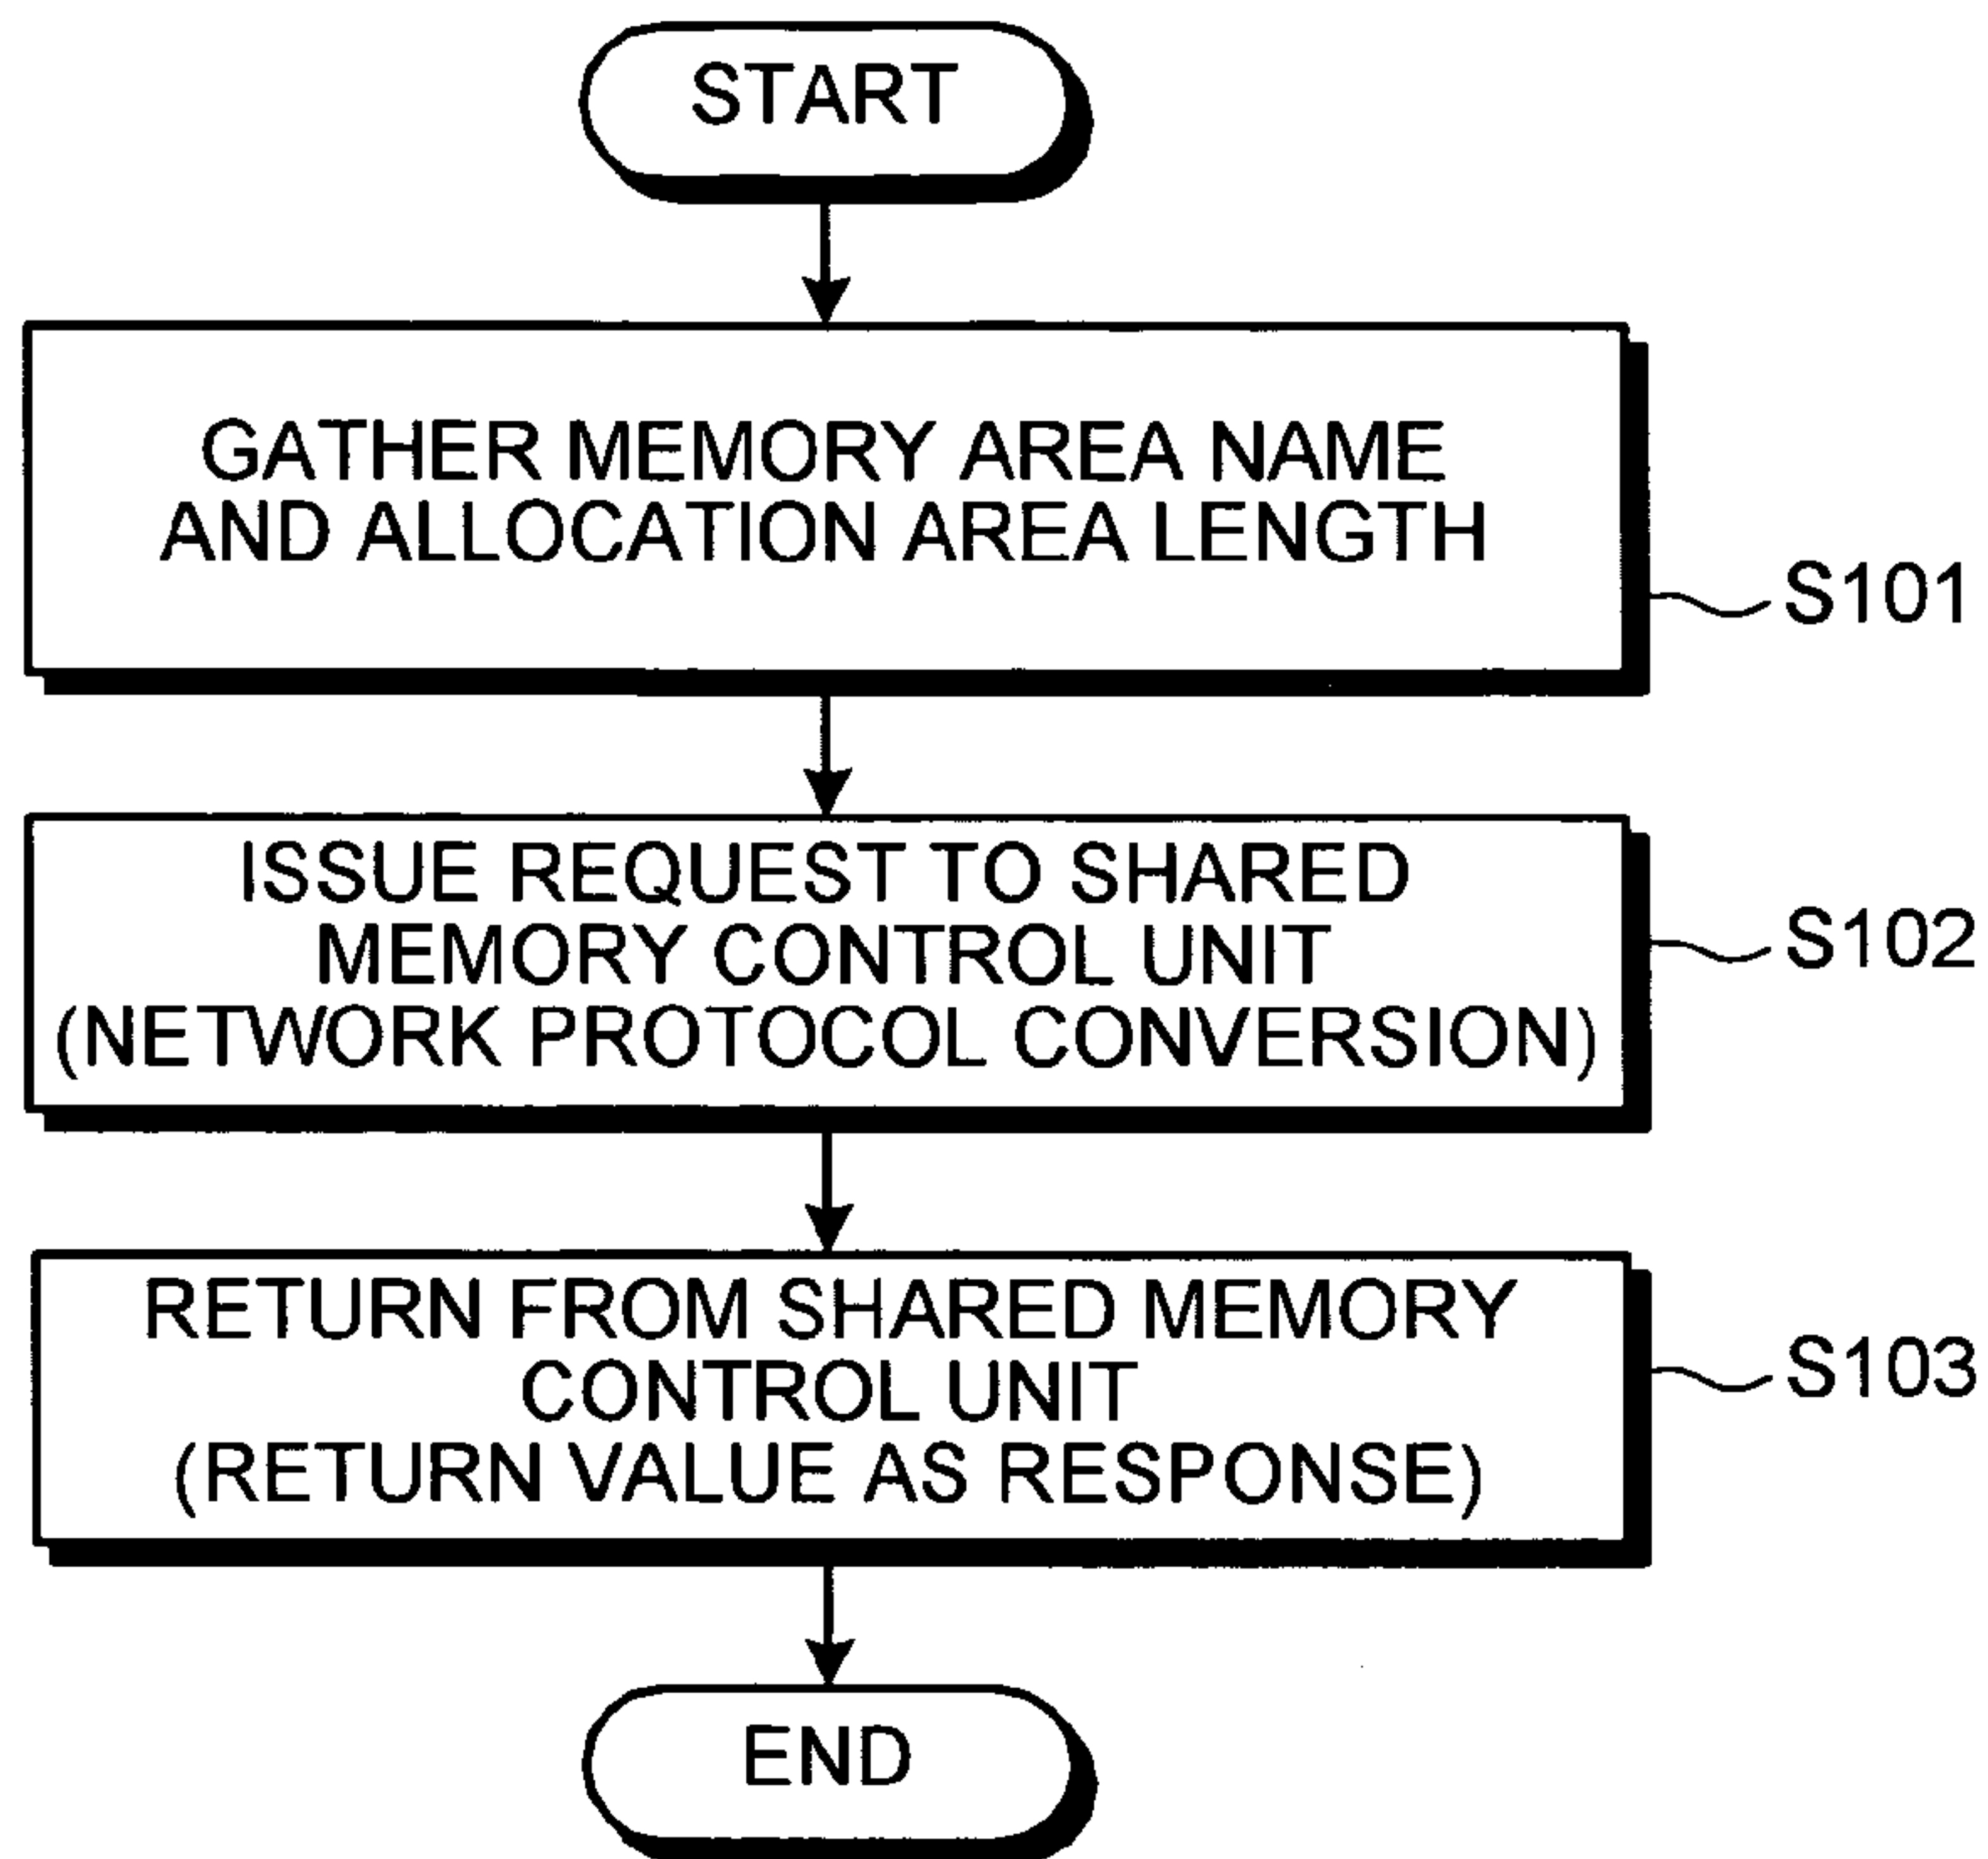 START
GATHER MEMORY AREA NAME
AND ALLOCATION AREA LENGTH
S101
ISSUE REQUEST TO SHARED
MEMORY CONTROL UNIT
(NETWORK PROTOCOL CONVERSION)
S102
RETURN FROM SHARED MEMORY
CONTROL UNIT
(RETURN VALUE AS RESPONSE)
S103
END